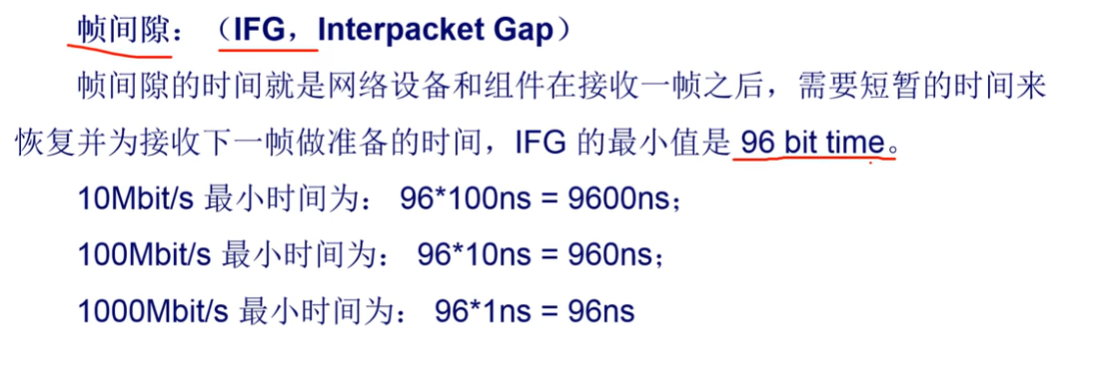 帧间隙：（IFG，Interpacket Gap）
帧间隙的时间就是网络设备和组件在接收一帧之后，需要短暂的时间来
恢复并为接收下一帧做准备的时间，IFG 的最小值是 96 bit time。
10Mbit/s 最小时间为： 96*100ns = 9600ns；
100Mbit/s 最小时间为： 96*10ns = 960ns；
1000Mbit/s 最小时间为： 96*1ns = 96ns